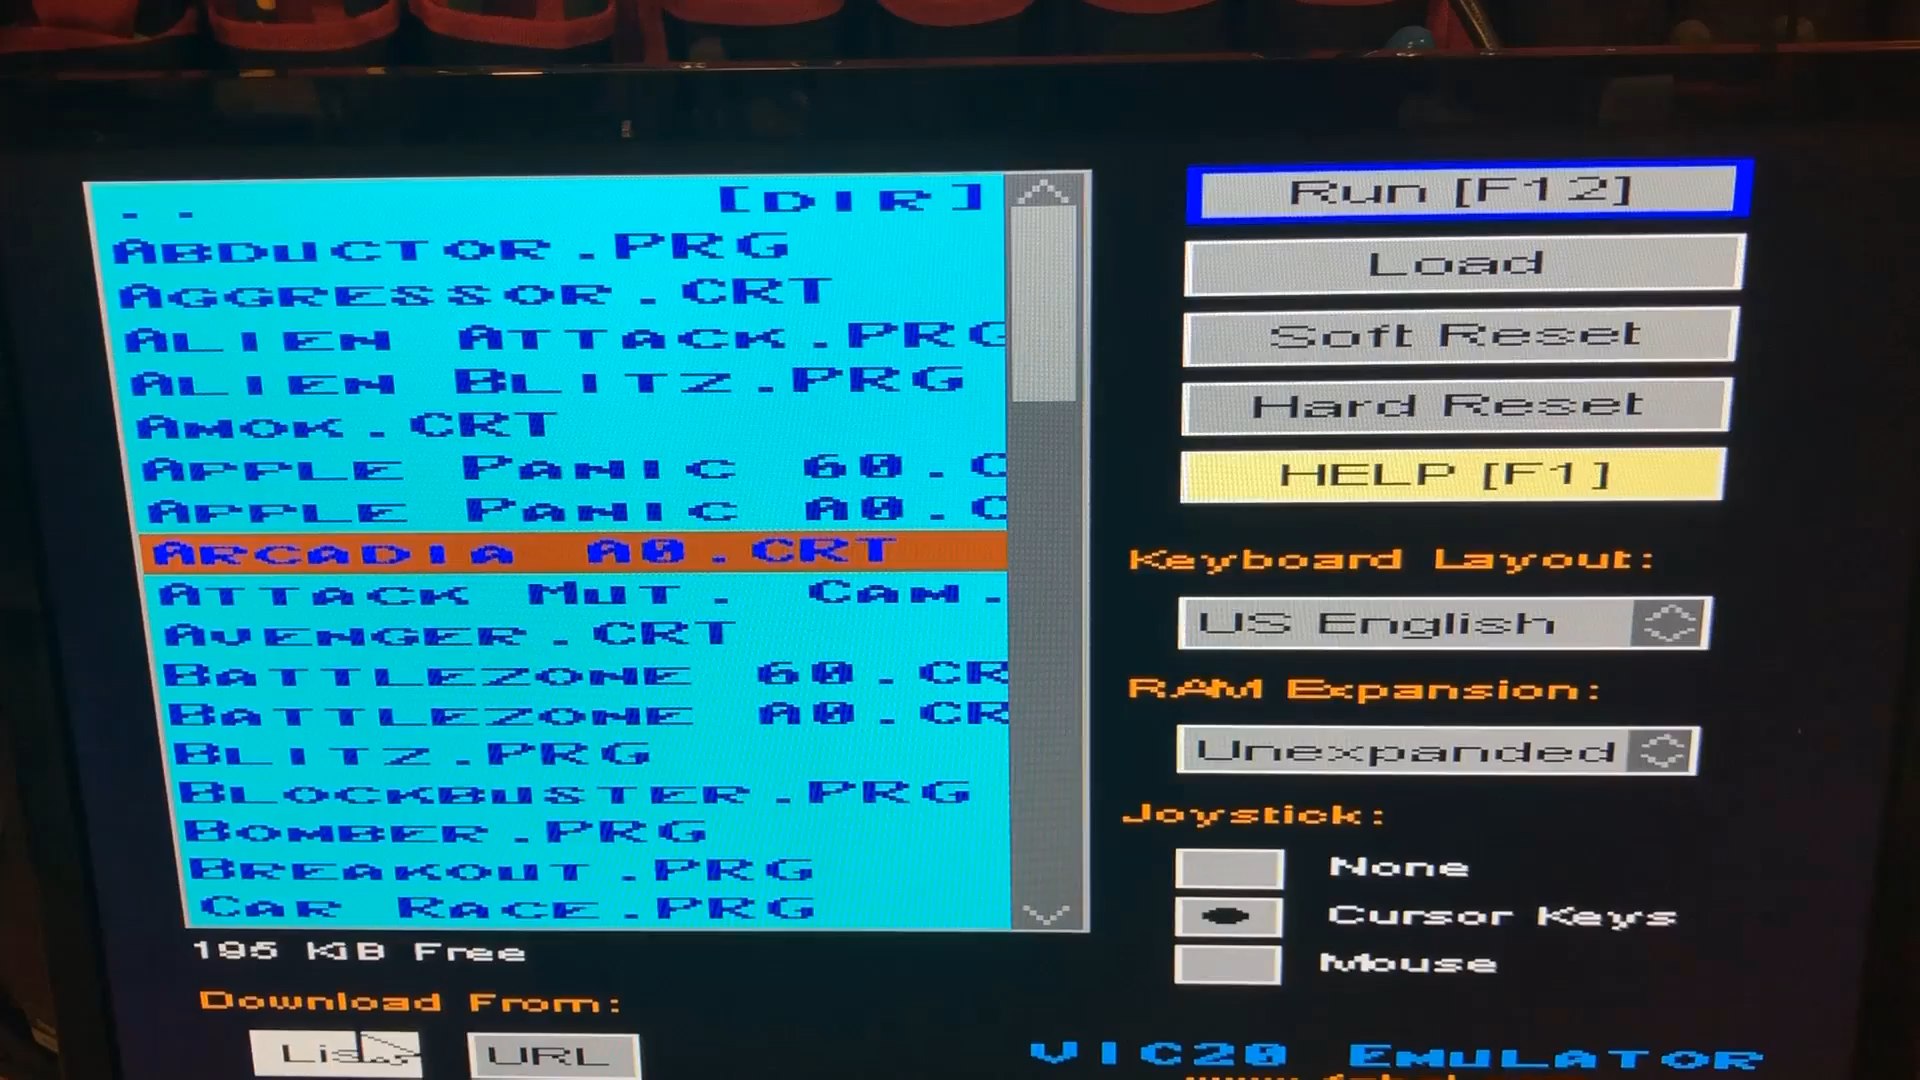 .. [DIR]
ABDUCTOR.PRG
AGGRESSOR.CRT
ALIEN ATTACK.PRG
ALIEN BLITZ.PRG
AMOK.CRT
APPLE PANIC 60.C
APPLE PANIC A0.C
ARCADIA A0.CRT
ATTACK MUT. CAM.
AVENGER.CRT
BATTLEZONE 60.CR
BATTLEZONE A0.CR
BLITZ.PRG
BLOCKBUSTER.PRG
BOMBER.PRG
BREAKOUT.PRG
CAR RACE.PRG
195 KiB Free
Download From:
URL
Run [F12]
Load
Soft Reset
Hard Reset
HELP [F1]
Keyboard Layout:
US English
RAM Expansion:
Unexpanded
Joystick:
None
Cursor Keys
Mouse
VIC20 EMULATOR